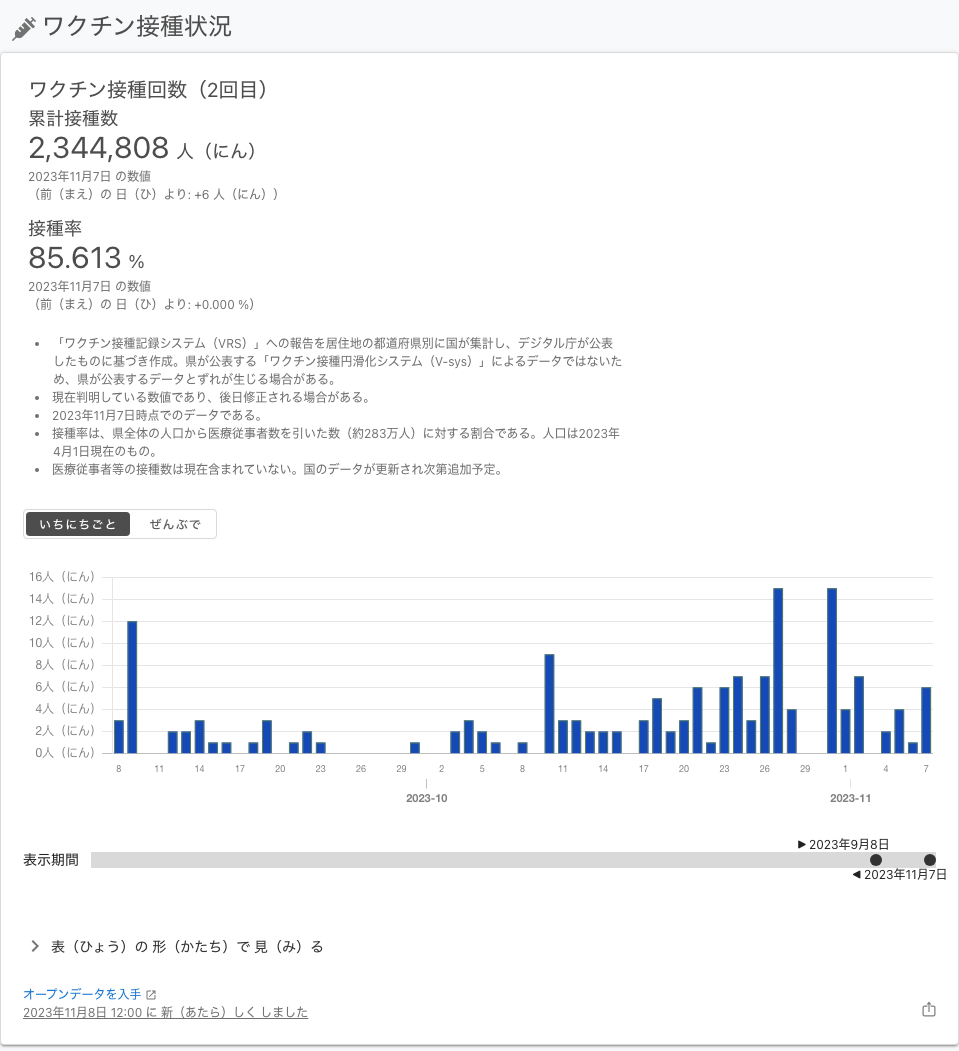 ワクチン接種状況
ワクチン接種回数（2回目）
累計接種数
2,344,808 人（にん）
2023年11月7日 の数値
（前（まえ）の 日（ひ）より: +6 人（にん））
接種率
85.613 %
2023年11月7日 の数値
（前（まえ）の 日（ひ）より: +0.000 %）
• 「ワクチン接種記録システム（VRS）」への報告を居住地の都道府県別に国が集計し、デジタル庁が公表
したものに基づき作成。県が公表する「ワクチン接種円滑化システム（V-sys）」によるデータではないた
め、県が公表するデータとずれが生じる場合がある。
• 現在判明している数値であり、後日修正される場合がある。
• 2023年11月7日時点でのデータである。
• 接種率は、県全体の人口から医療従事者数を引いた数（約283万人）に対する割合である。人口は2023年
4月1日現在のもの。
• 医療従事者等の接種数は現在含まれていない。国のデータが更新され次第追加予定。
いちにちごと ぜんぶで
16人（にん）
14人（にん）
12人（にん）
10人（にん）
8人（にん）
6人（にん）
4人（にん）
2人（にん）
0人（にん）
8 11 14 17 20 23 26 29 2 5 8 11 14 17 20 23 26 29 1 4 7
2023-10 2023-11
▶ 2023年9月8日
表示期間
◀ 2023年11月7日
表（ひょう）の 形（かたち）で 見（み）る
オープンデータを入手
2023年11月8日 12:00 に 新（あたら）しく しました